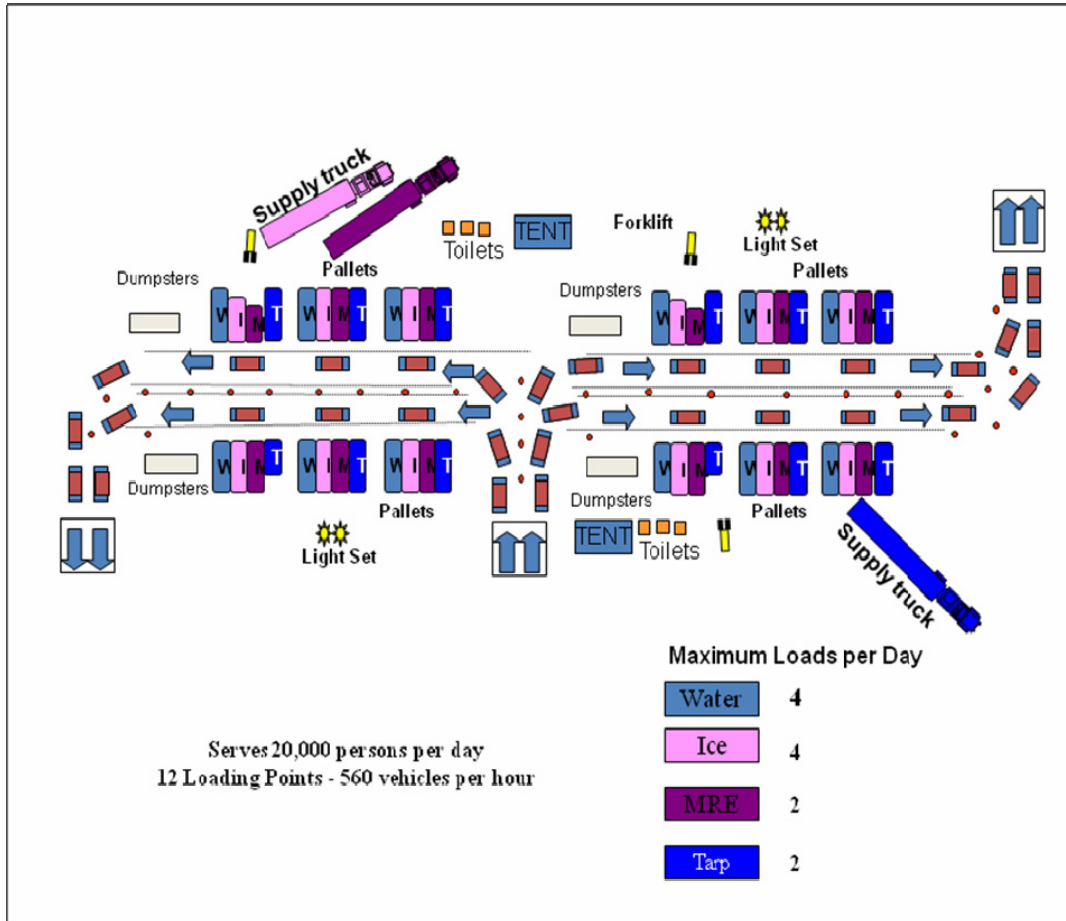 Supply truck
Toilets
TENT
Forklift
Light Set
Pallets
Pallets
Dumpsters
Dumpsters
W I M T
W I M T
W I M T
W I M T
W I M T
W I M T
W I M T
W I M T
W I M T
W I M T
W I M T
W I M T
Dumpsters
Dumpsters
Pallets
Pallets
Light Set
TENT
Toilets
Supply truck
Maximum Loads per Day
Water 4
Ice 4
MRE 2
Tarp 2
Serves 20,000 persons per day
12 Loading Points - 560 vehicles per hour